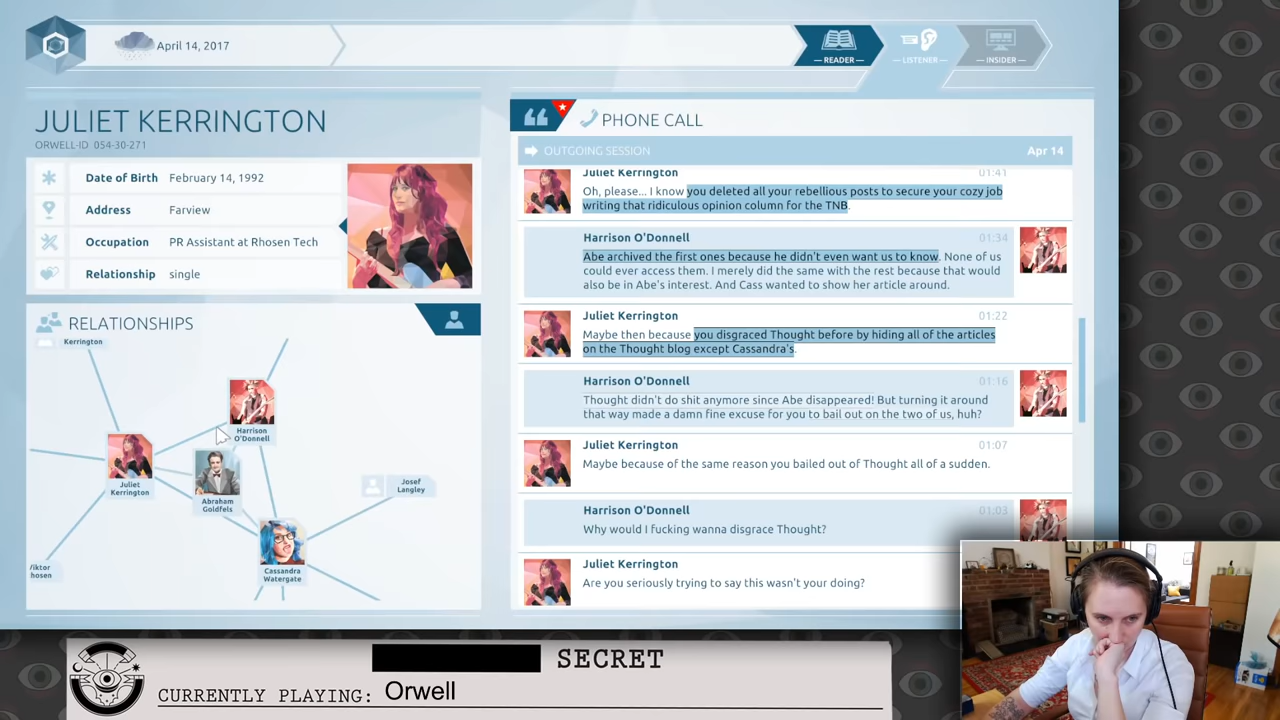 April 14, 2017
READER
LISTENER
INSIDER
JULIET KERRINGTON
ORWELL-ID 054-30-271
Date of Birth February 14, 1992
Address Farview
Occupation PR Assistant at Rhosen Tech
Relationship single
RELATIONSHIPS
Kerrington
Harrison
O'Donnell
Juliet
Kerrington
Abraham
Goldfels
Josef
Langley
Cassandra
Watergate
Viktor
hosen
PHONE CALL
OUTGOING SESSION Apr 14
Juliet Kerrington 01:41
Oh, please... I know you deleted all your rebellious posts to secure your cozy job
writing that ridiculous opinion column for the TNB.
Harrison O'Donnell 01:34
Abe archived the first ones because he didn't even want us to know. None of us
could ever access them. I merely did the same with the rest because that would
also be in Abe's interest. And Cass wanted to show her article around.
Juliet Kerrington 01:22
Maybe then because you disgraced Thought before by hiding all of the articles
on the Thought blog except Cassandra's.
Harrison O'Donnell 01:16
Thought didn't do shit anymore since Abe disappeared! But turning it around
that way made a damn fine excuse for you to bail out on the two of us, huh?
Juliet Kerrington 01:07
Maybe because of the same reason you bailed out of Thought all of a sudden.
Harrison O'Donnell 01:03
Why would I fucking wanna disgrace Thought?
Juliet Kerrington
Are you seriously trying to say this wasn't your doing?
SECRET
CURRENTLY PLAYING: Orwell